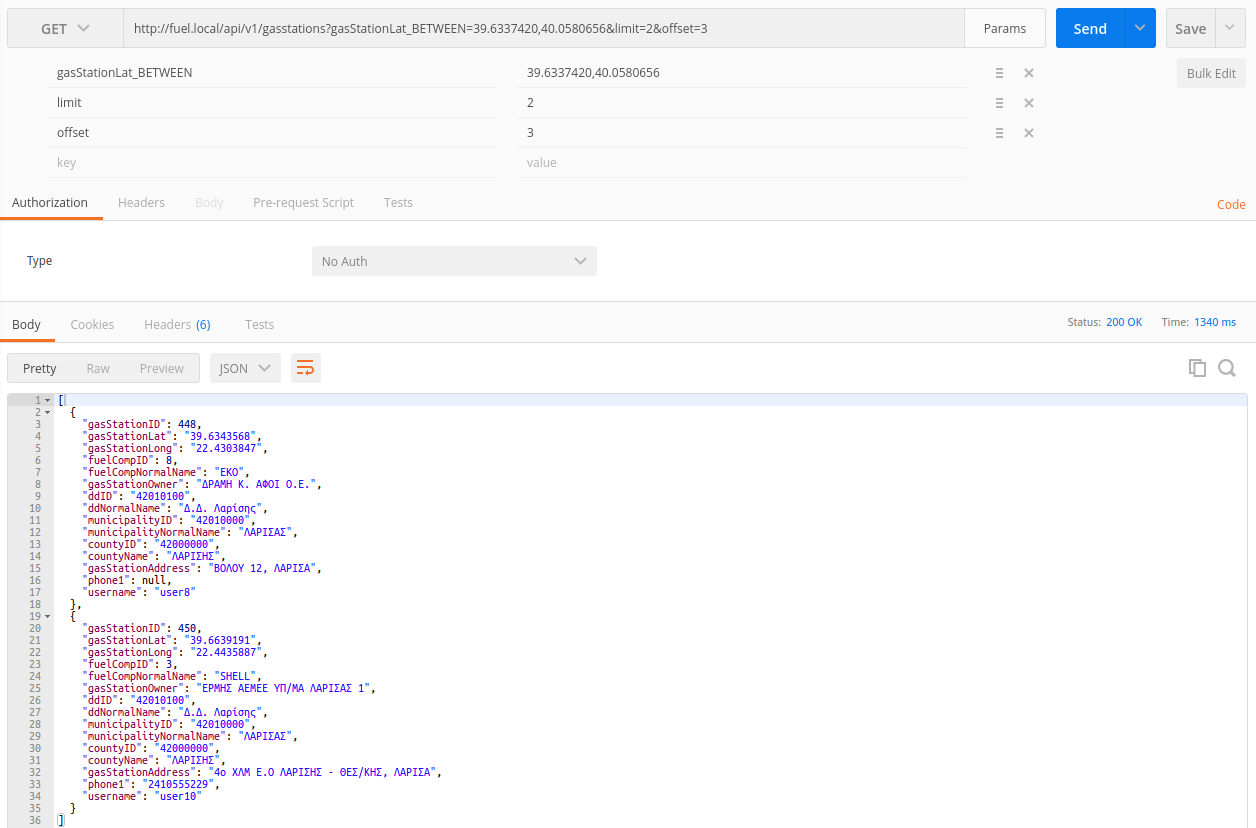 GET http://fuel.local/api/v1/gasstations?gasStationLat_BETWEEN=39.6337420,40.0580656&limit=2&offset=3 Params Send Save
gasStationLat_BETWEEN 39.6337420,40.0580656 Bulk Edit
limit 2
offset 3
key value
Authorization Headers Body Pre-request Script Tests Code
Type No Auth
Body Cookies Headers (6) Tests Status: 200 OK Time: 1340 ms
Pretty Raw Preview JSON
1 [
2 {
3 "gasStationID": 448,
4 "gasStationLat": "39.6343568",
5 "gasStationLong": "22.4303847",
6 "fuelCompID": 8,
7 "fuelCompNormalName": "EKO",
8 "gasStationOwner": "ΔΡΑΜΗ Κ. ΑΦΟΙ Ο.Ε.",
9 "ddID": "42010100",
10 "ddNormalName": "Δ.Δ. Λαρίσης",
11 "municipalityID": "42010000",
12 "municipalityNormalName": "ΛΑΡΙΣΑΣ",
13 "countyID": "42000000",
14 "countyName": "ΛΑΡΙΣΗΣ",
15 "gasStationAddress": "ΒΟΛΟΥ 12, ΛΑΡΙΣΑ",
16 "phone1": null,
17 "username": "user8"
18 },
19 {
20 "gasStationID": 450,
21 "gasStationLat": "39.6639191",
22 "gasStationLong": "22.4435887",
23 "fuelCompID": 3,
24 "fuelCompNormalName": "SHELL",
25 "gasStationOwner": "ΕΡΜΗΣ ΑΕΜΕΕ ΥΠ/ΜΑ ΛΑΡΙΣΑΣ 1",
26 "ddID": "42010100",
27 "ddNormalName": "Δ.Δ. Λαρίσης",
28 "municipalityID": "42010000",
29 "municipalityNormalName": "ΛΑΡΙΣΑΣ",
30 "countyID": "42000000",
31 "countyName": "ΛΑΡΙΣΗΣ",
32 "gasStationAddress": "4ο ΧΛΜ Ε.Ο ΛΑΡΙΣΗΣ - ΘΕΣ/ΚΗΣ, ΛΑΡΙΣΑ",
33 "phone1": "2410555229",
34 "username": "user10"
35 }
36 ]